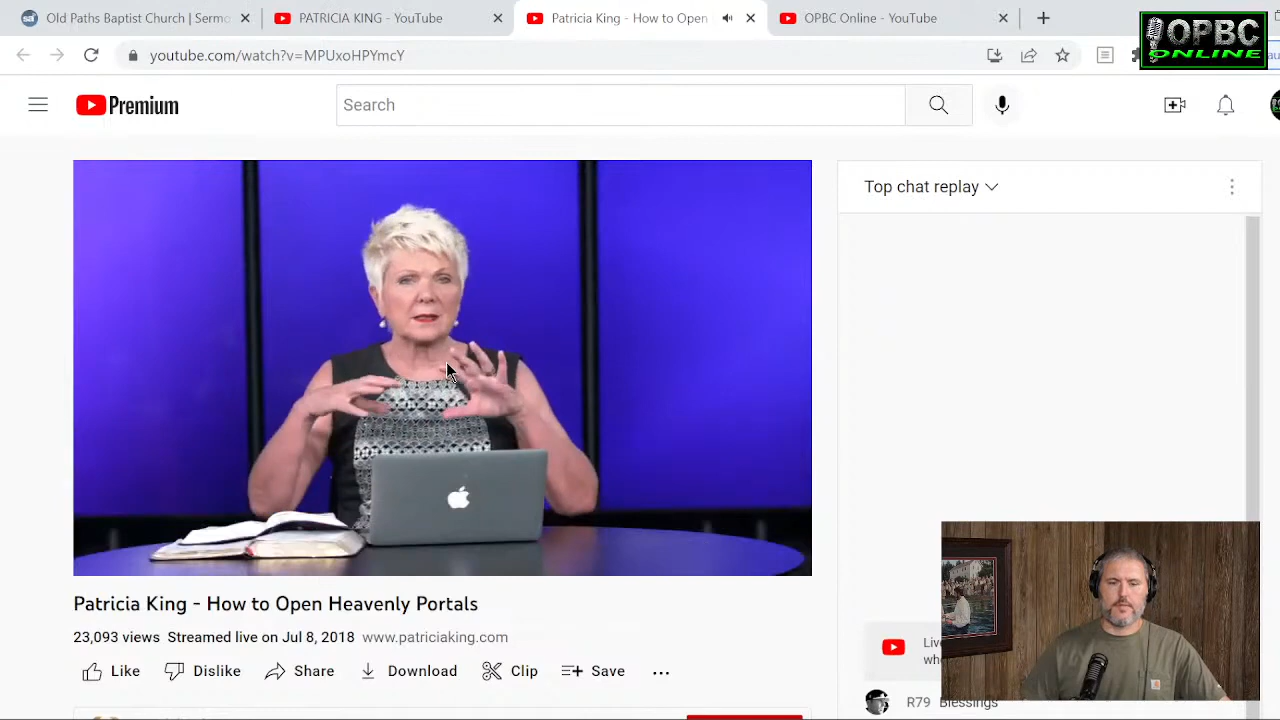 Old Paths Baptist Church | Sermo
PATRICIA KING - YouTube
Patricia King - How to Open
OPBC Online - YouTube
OPBC
ONLINE
youtube.com/watch?v=MPUxoHPYmcY
Premium
Search
Top chat replay
Patricia King - How to Open Heavenly Portals
23,093 views Streamed live on Jul 8, 2018 www.patriciaking.com
Like
Dislike
Share
Download
Clip
Save
R79 Blessings